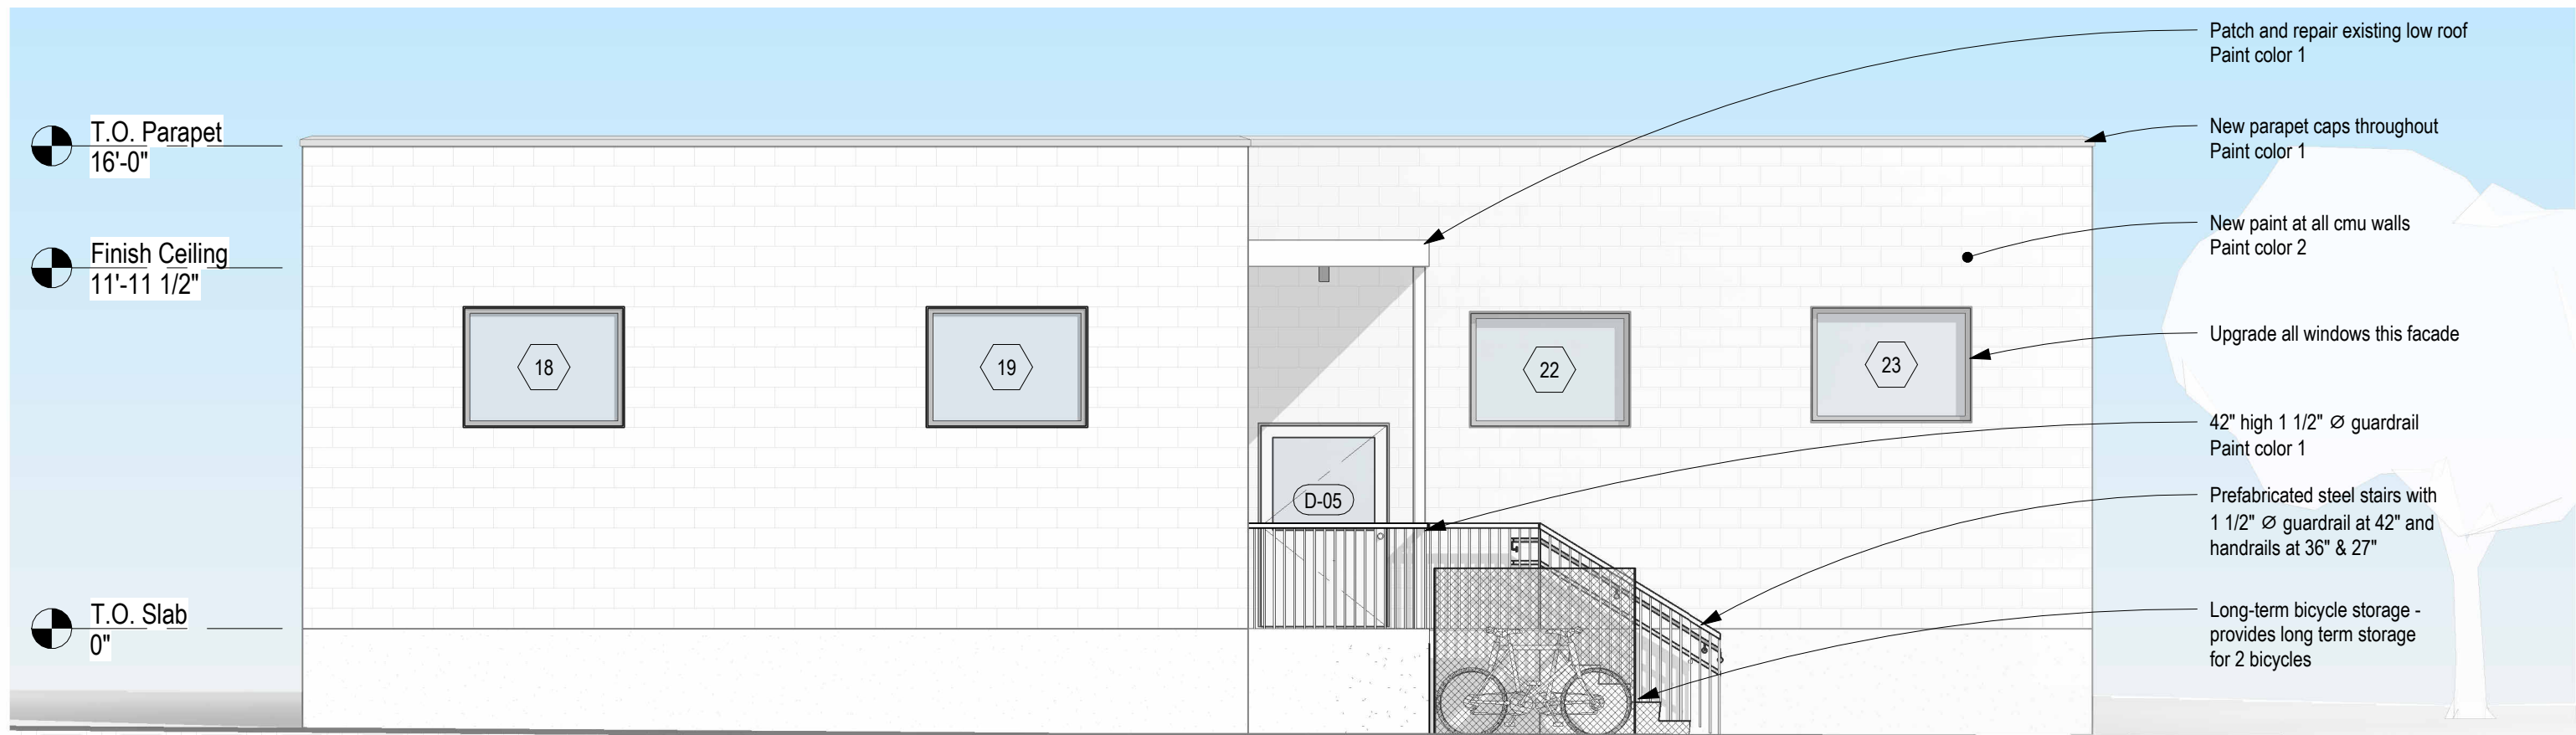 T.O. Parapet
16'-0"
Finish Ceiling
11'-11 1/2"
T.O. Slab
0"
18
19
22
23
D-05
Patch and repair existing low roof
Paint color 1
New parapet caps throughout
Paint color 1
New paint at all cmu walls
Paint color 2
Upgrade all windows this facade
42" high 1 1/2" ∅ guardrail
Paint color 1
Prefabricated steel stairs with
1 1/2" ∅ guardrail at 42" and
handrails at 36" & 27"
Long-term bicycle storage -
provides long term storage
for 2 bicycles